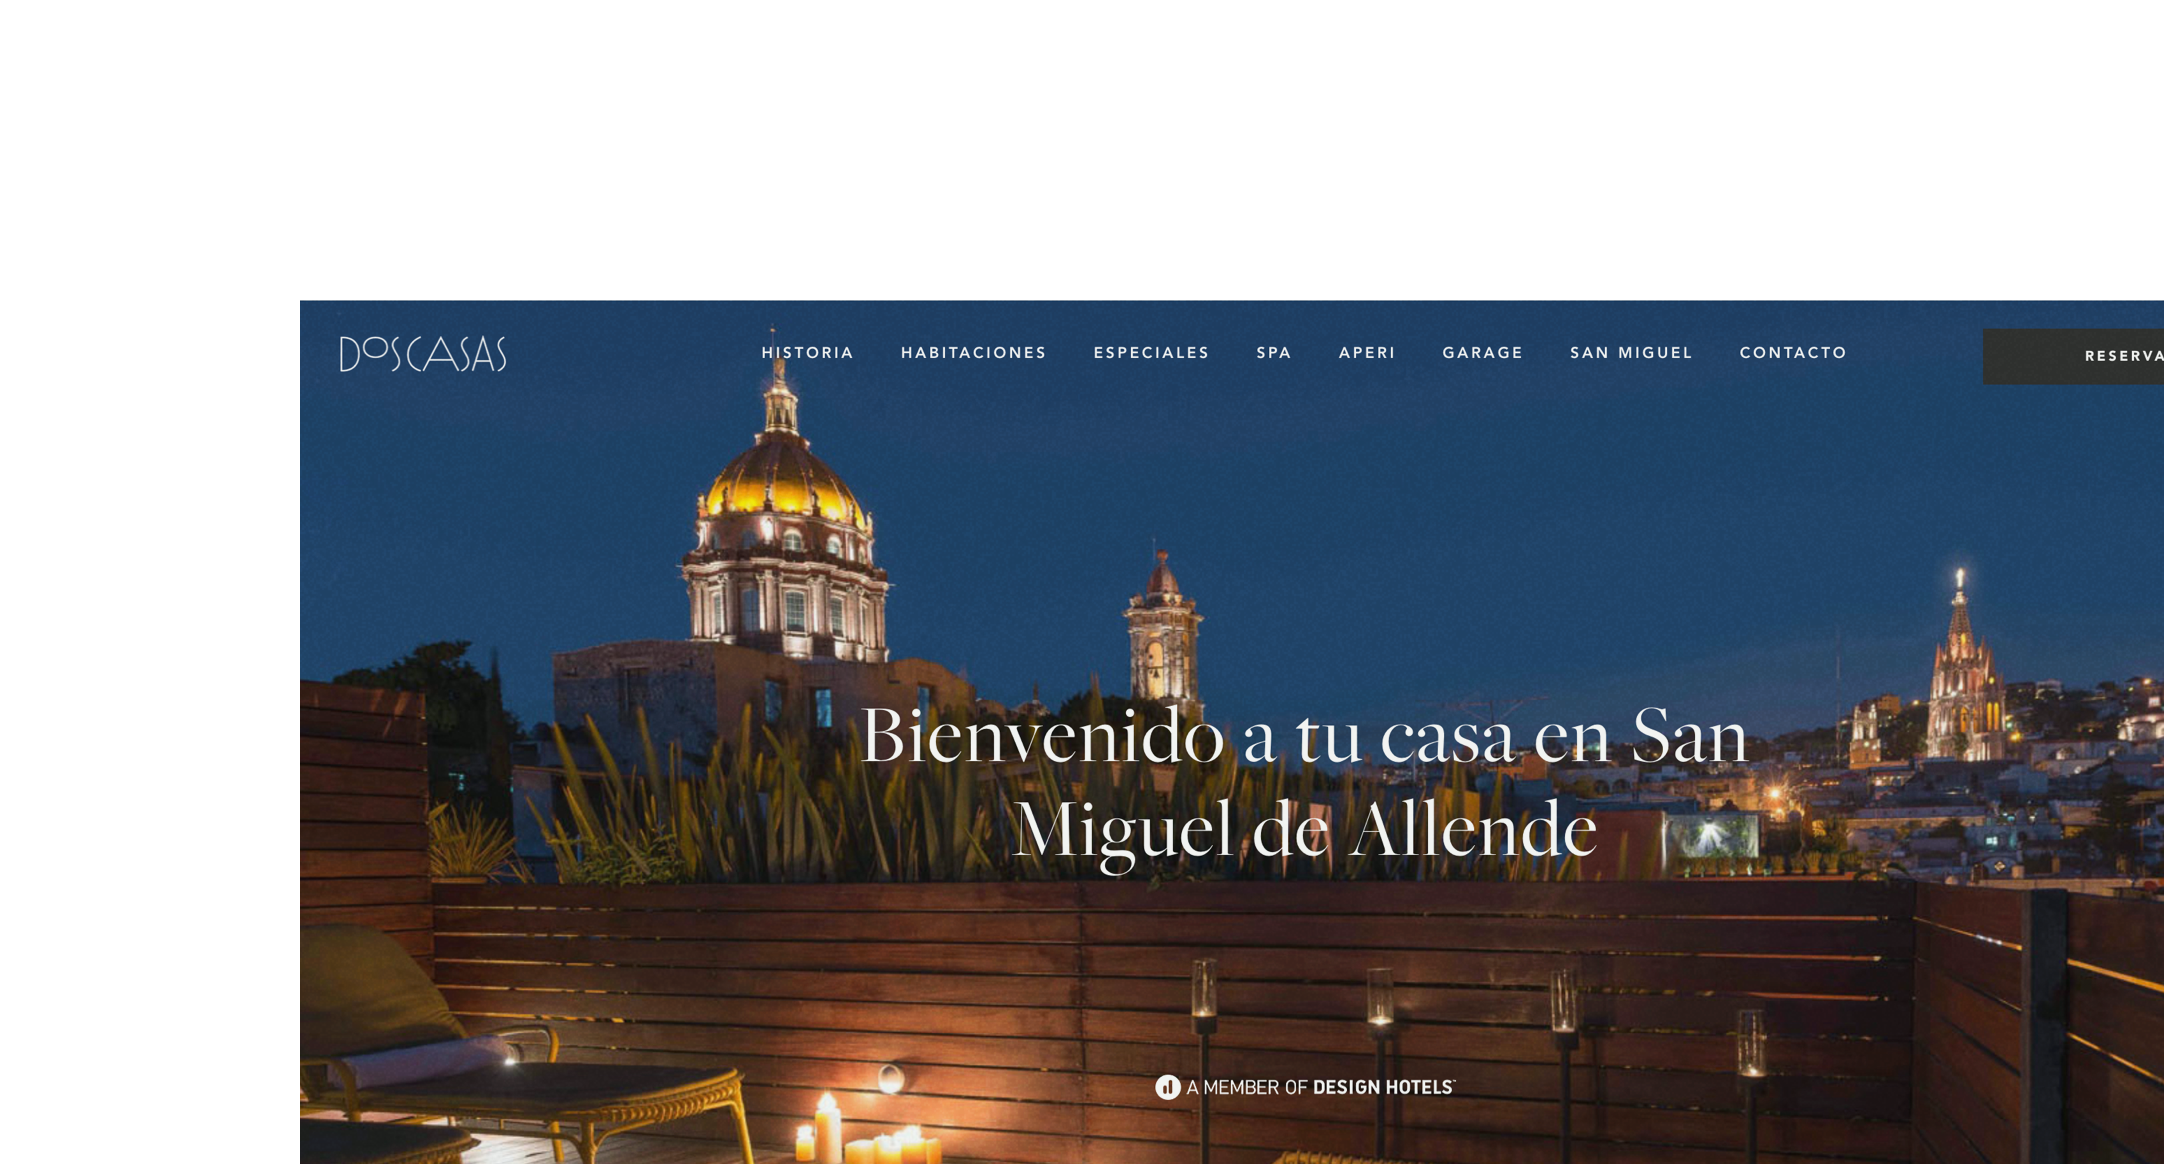 DOSCASAS
HISTORIA HABITACIONES ESPECIALES SPA APERI GARAGE SAN MIGUEL CONTACTO
RESERVA
Bienvenido a tu casa en San
Miguel de Allende
A MEMBER OF DESIGN HOTELS™